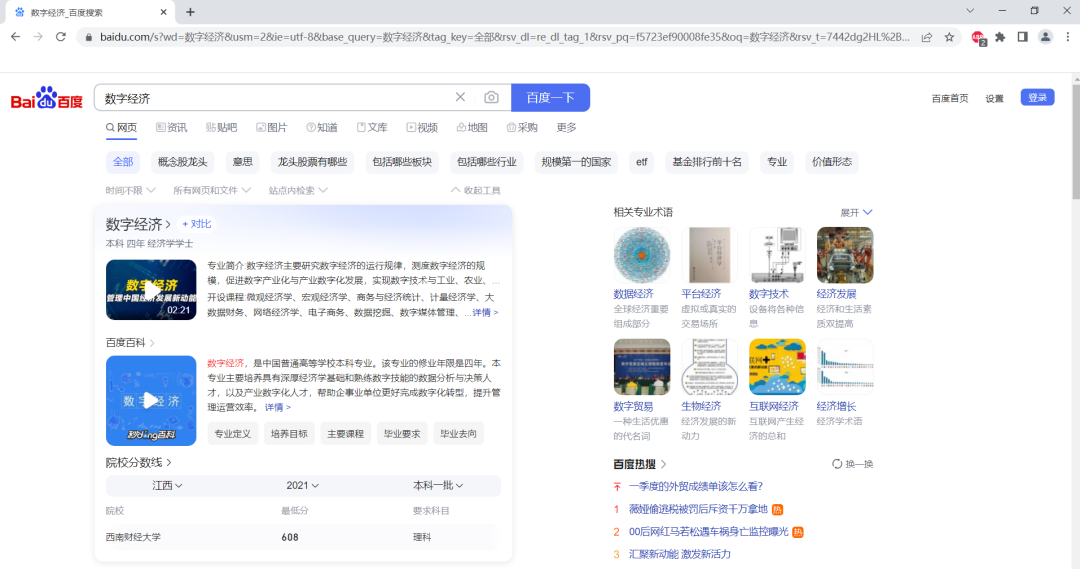 数字经济_百度搜索
baidu.com/s?wd=数字经济&usm=2&ie=utf-8&base_query=数字经济&tag_key=全部&rsv_dl=re_dl_tag_1&rsv_pq=f5723ef90008fe35&oq=数字经济&rsv_t=7442dg2HL%2B...
2
Bai du 百度
数字经济
百度一下
百度首页 设置 登录
网页 资讯 贴吧 图片 知道 文库 视频 地图 采购 更多
全部 概念股龙头 意思 龙头股票有哪些 包括哪些板块 包括哪些行业 规模第一的国家 etf 基金排行前十名 专业 价值形态
时间不限 所有网页和文件 站点内检索 收起工具
数字经济 + 对比
本科 四年 经济学学士
数字经济
管理中国经济发展新动能
02:21
专业简介 数字经济主要研究数字经济的运行规律，测度数字经济的规
模，促进数字产业化与产业数字化发展，实现数字技术与工业、农业、...
开设课程 微观经济学、宏观经济学、商务与经济统计、计量经济学、大
数据财务、网络经济学、电子商务、数据挖掘、数字媒体管理、...详情 >
百度百科
数字经济
秒ding百科
数字经济，是中国普通高等学校本科专业。该专业的修业年限是四年。本
专业主要培养具有深厚经济学基础和熟练数字技能的数据分析与决策人
才，以及产业数字化人才，帮助企事业单位更好完成数字化转型，提升管
理运营效率。 详情 >
专业定义 培养目标 主要课程 毕业要求 毕业去向
院校分数线
江西 2021 本科一批
院校 最低分 要求科目
西南财经大学 608 理科
相关专业术语 展开
数据经济 平台经济 数字技术 经济发展
全球经济重要 虚拟或真实的 设备将各种信 经济和生活素
组成部分 交易场所 息 质双提高
互联网+
数字贸易 生物经济 互联网经济 经济增长
一种生活优惠 经济发展的新 互联网产生经 经济学术语
的代名词 动力 济的总和
百度热搜 换一换
一季度的外贸成绩单该怎么看?
1 薇娅偷逃税被罚后斥资千万拿地 热
2 00后网红马若松遇车祸身亡监控曝光 热
3 汇聚新动能 激发新活力